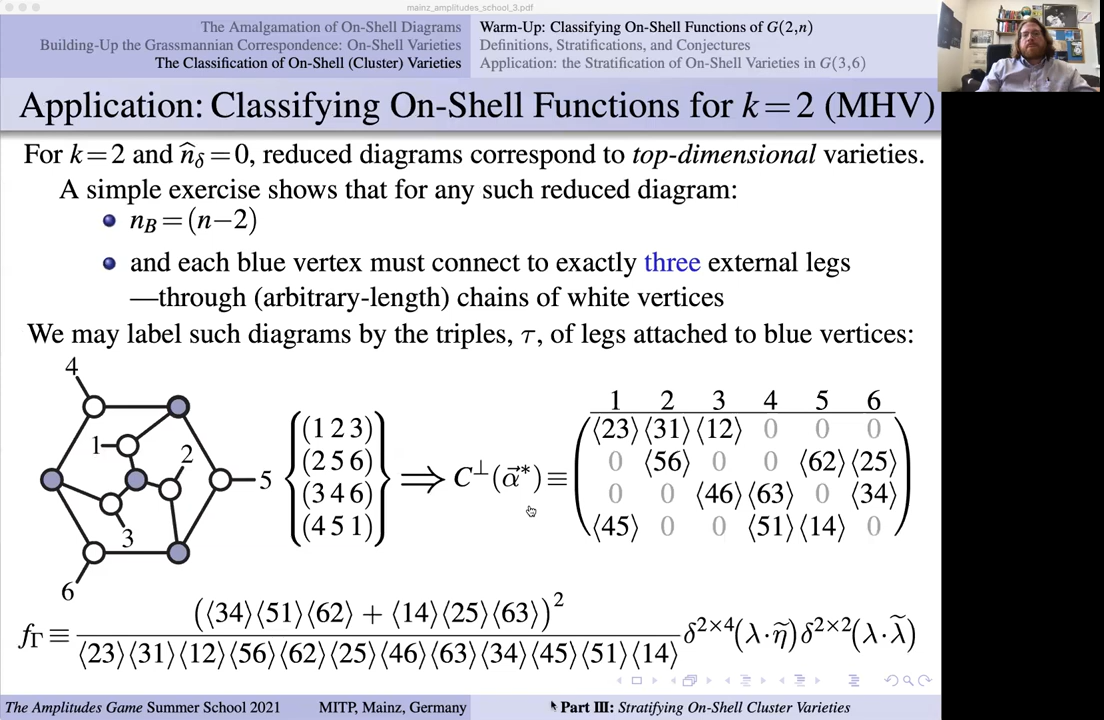 mainz_amplitudes_school_3.pdf
The Amalgamation of On-Shell Diagrams
Building-Up the Grassmannian Correspondence: On-Shell Varieties
The Classification of On-Shell (Cluster) Varieties
Warm-Up: Classifying On-Shell Functions of G(2,n)
Definitions, Stratifications, and Conjectures
Application: the Stratification of On-Shell Varieties in G(3,6)
Application: Classifying On-Shell Functions for k=2 (MHV)
For k=2 and n̂_δ=0, reduced diagrams correspond to top-dimensional varieties.
A simple exercise shows that for any such reduced diagram:
• n_B=(n−2)
• and each blue vertex must connect to exactly three external legs
—through (arbitrary-length) chains of white vertices
We may label such diagrams by the triples, τ, of legs attached to blue vertices:
4
1
2
5
3
6
(1 2 3)
(2 5 6)
(3 4 6)
(4 5 1)
⟹ C^⊥(α⃗*)≡
1 2 3 4 5 6
⟨23⟩ ⟨31⟩ ⟨12⟩ 0 0 0
0 ⟨56⟩ 0 0 ⟨62⟩ ⟨25⟩
0 0 ⟨46⟩ ⟨63⟩ 0 ⟨34⟩
⟨45⟩ 0 0 ⟨51⟩ ⟨14⟩ 0
(⟨34⟩⟨51⟩⟨62⟩ + ⟨14⟩⟨25⟩⟨63⟩)²
f_Γ ≡
⟨23⟩⟨31⟩⟨12⟩⟨56⟩⟨62⟩⟨25⟩⟨46⟩⟨63⟩⟨34⟩⟨45⟩⟨51⟩⟨14⟩
δ^{2×4}(λ·η̃)δ^{2×2}(λ·λ̃)
The Amplitudes Game Summer School 2021
MITP, Mainz, Germany
Part III: Stratifying On-Shell Cluster Varieties